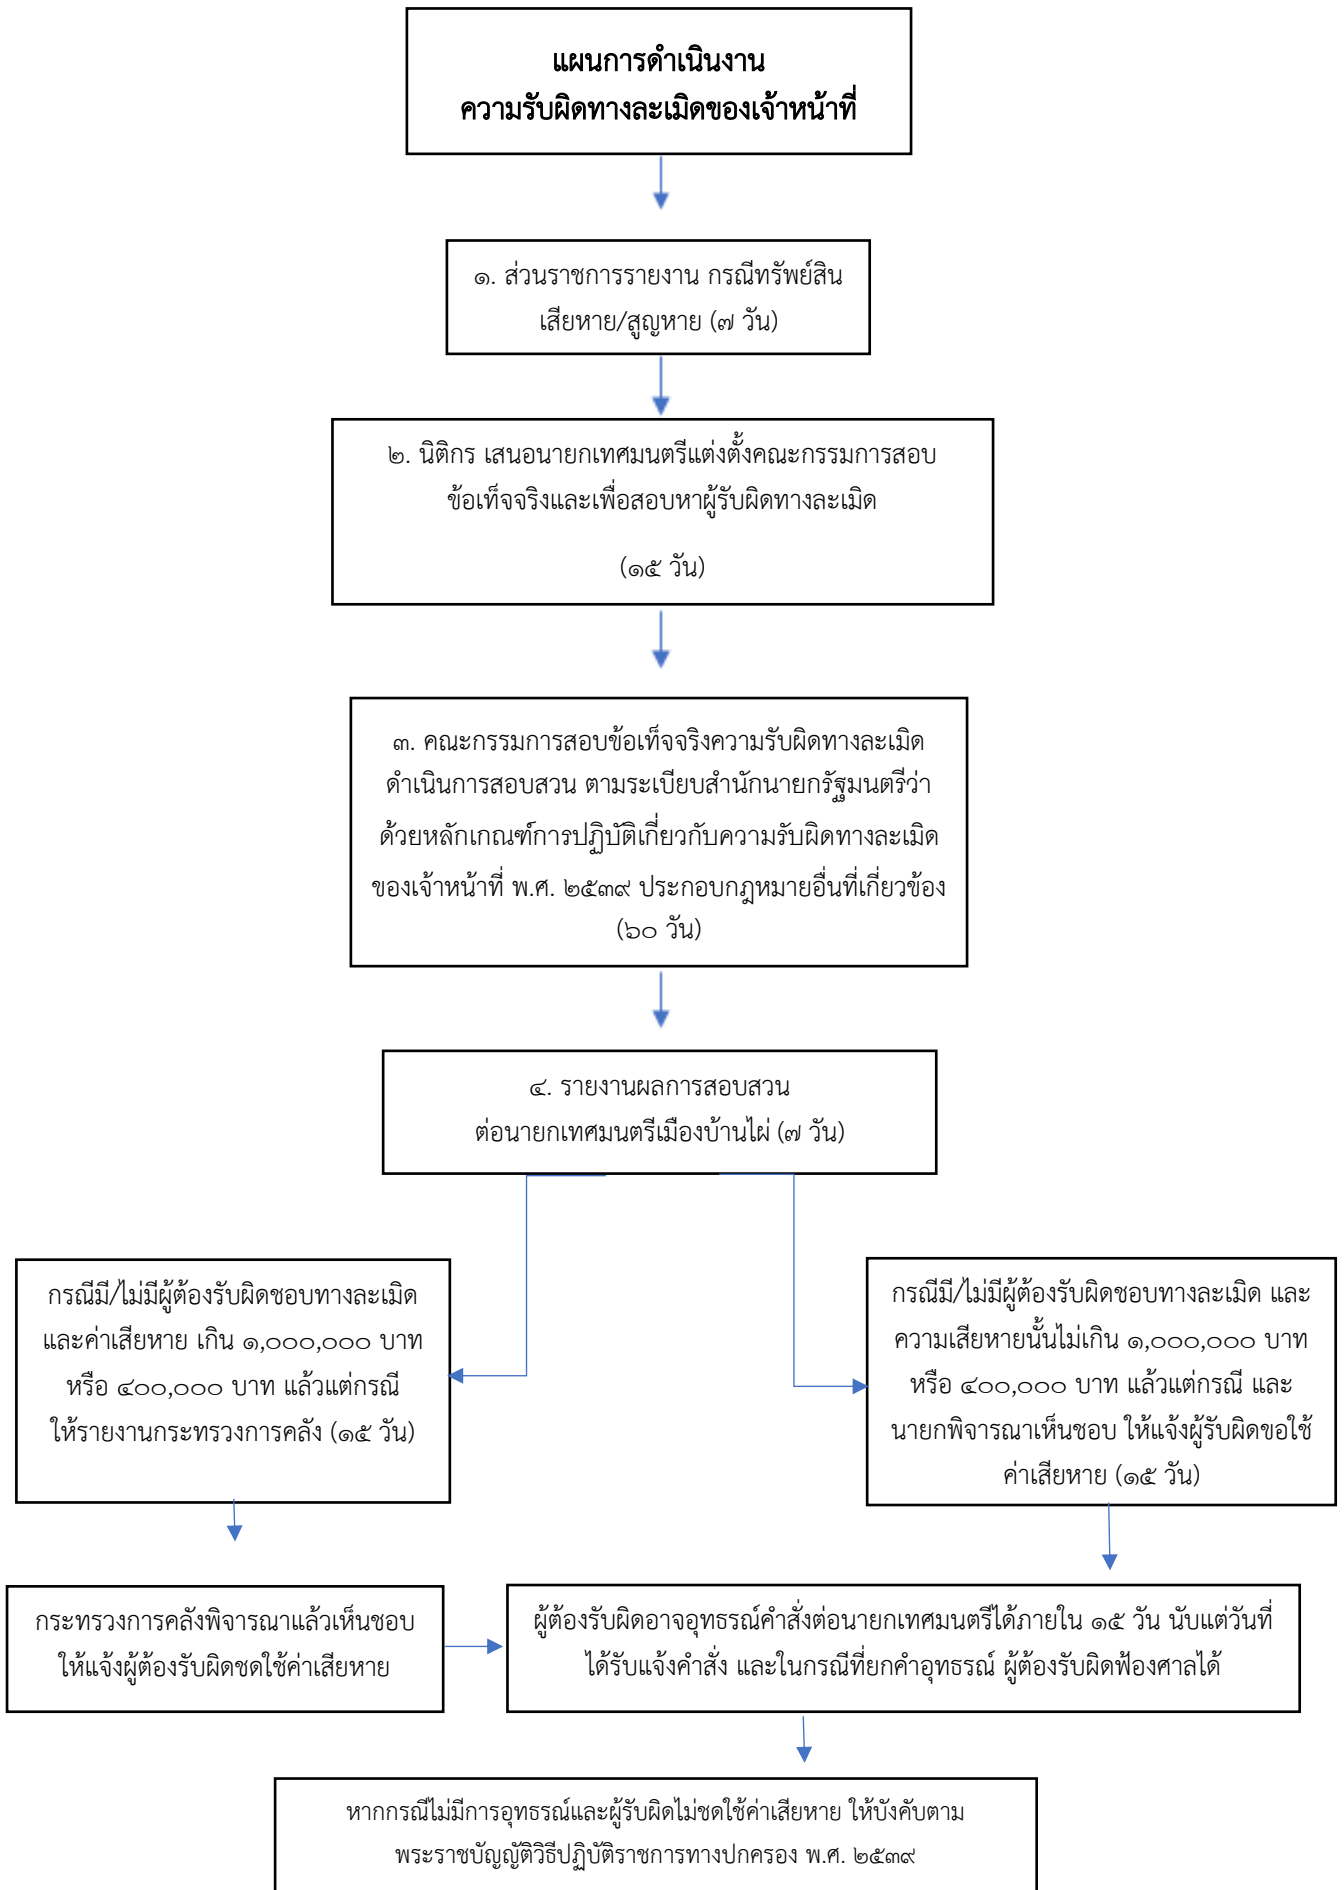 แผนการดำเนินงาน
ความรับผิดทางละเมิดของเจ้าหน้าที่
๑. ส่วนราชการรายงาน กรณีทรัพย์สิน
เสียหาย/สูญหาย (๗ วัน)
๒. นิติกร เสนอนายกเทศมนตรีแต่งตั้งคณะกรรมการสอบ
ข้อเท็จจริงและเพื่อสอบหาผู้รับผิดทางละเมิด
(๑๕ วัน)
๓. คณะกรรมการสอบข้อเท็จจริงความรับผิดทางละเมิด
ดำเนินการสอบสวน ตามระเบียบสำนักนายกรัฐมนตรีว่า
ด้วยหลักเกณฑ์การปฏิบัติเกี่ยวกับความรับผิดทางละเมิด
ของเจ้าหน้าที่ พ.ศ. ๒๕๓๙ ประกอบกฎหมายอื่นที่เกี่ยวข้อง
(๖๐ วัน)
๔. รายงานผลการสอบสวน
ต่อนายกเทศมนตรีเมืองบ้านไผ่ (๗ วัน)
กรณีมี/ไม่มีผู้ต้องรับผิดชอบทางละเมิด
และค่าเสียหาย เกิน ๑,๐๐๐,๐๐๐ บาท
หรือ ๔๐๐,๐๐๐ บาท แล้วแต่กรณี
ให้รายงานกระทรวงการคลัง (๑๕ วัน)
กรณีมี/ไม่มีผู้ต้องรับผิดชอบทางละเมิด และ
ความเสียหายนั้นไม่เกิน ๑,๐๐๐,๐๐๐ บาท
หรือ ๔๐๐,๐๐๐ บาท แล้วแต่กรณี และ
นายกพิจารณาเห็นชอบ ให้แจ้งผู้รับผิดขอใช้
ค่าเสียหาย (๑๕ วัน)
กระทรวงการคลังพิจารณาแล้วเห็นชอบ
ให้แจ้งผู้ต้องรับผิดชดใช้ค่าเสียหาย
ผู้ต้องรับผิดอาจอุทธรณ์คำสั่งต่อนายกเทศมนตรีได้ภายใน ๑๕ วัน นับแต่วันที่
ได้รับแจ้งคำสั่ง และในกรณีที่ยกคำอุทธรณ์ ผู้ต้องรับผิดฟ้องศาลได้
หากกรณีไม่มีการอุทธรณ์และผู้รับผิดไม่ชดใช้ค่าเสียหาย ให้บังคับตาม
พระราชบัญญัติวิธีปฏิบัติราชการทางปกครอง พ.ศ. ๒๕๓๙